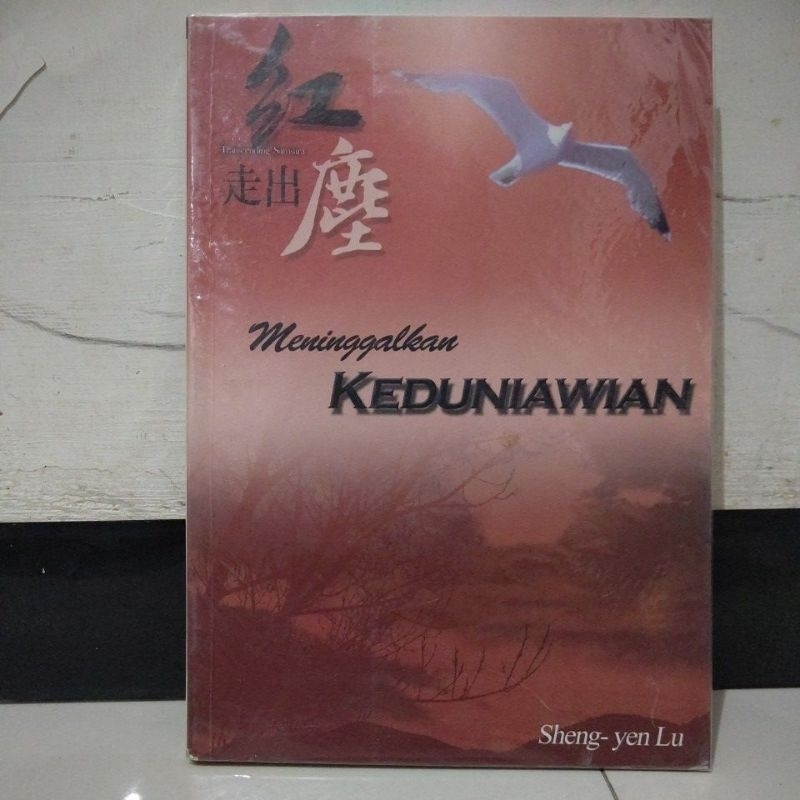 紅
Transcending Samsara
走出
塵
Meninggalkan
KEDUNIAWIAN
Sheng- yen Lu